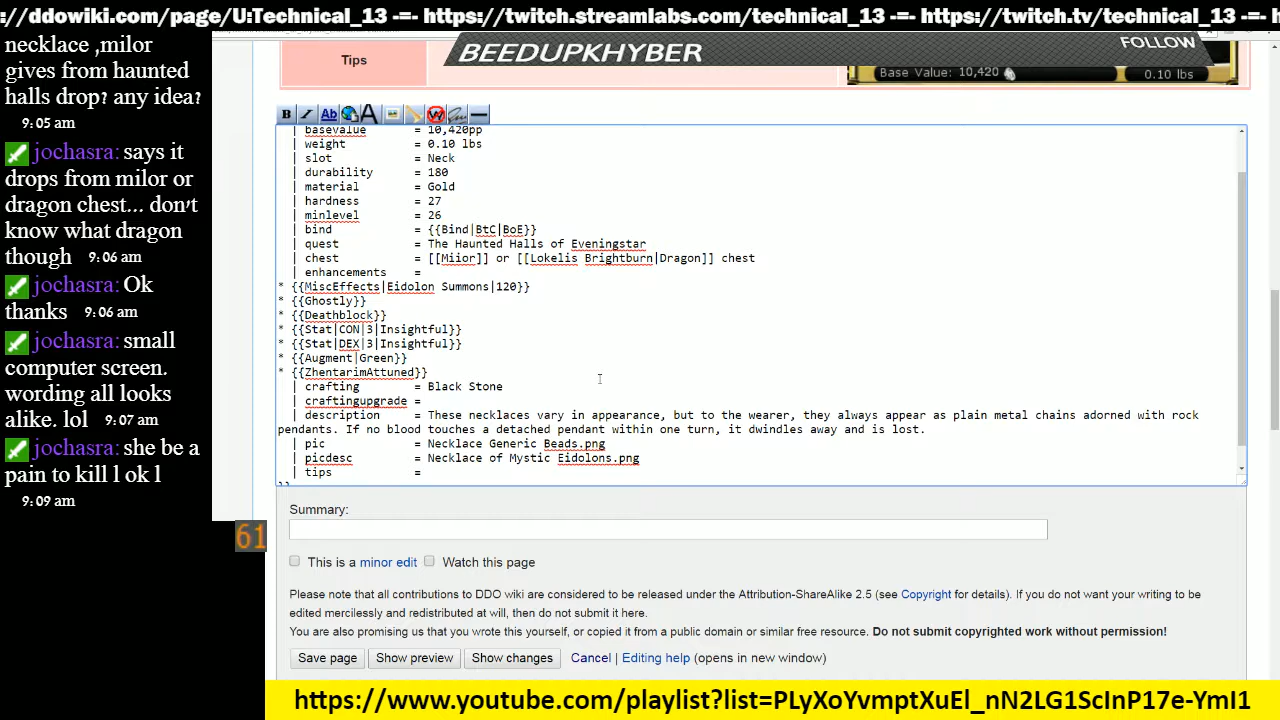 ://ddowiki.com/page/U:Technical_13 -=- https://twitch.streamlabs.com/technical_13 -=- https://twitch.tv/technical_13 -=- h
necklace ,milor
gives from haunted
halls drop? any idea?
9:05 am
jochasra: says it
drops from milor or
dragon chest... don't
know what dragon
though 9:06 am
jochasra: Ok
thanks 9:06 am
jochasra: small
computer screen.
wording all looks
alike. lol 9:07 am
jochasra: she be a
pain to kill l ok l
9:09 am
61
BEEDUPKHYBER
FOLLOW
Tips
Base Value: 10,420
0.10 lbs
B I Ab A W
| basevalue = 10,420pp
| weight = 0.10 lbs
| slot = Neck
| durability = 180
| material = Gold
| hardness = 27
| minlevel = 26
| bind = {{Bind|BtC|BoE}}
| quest = The Haunted Halls of Eveningstar
| chest = [[Miior]] or [[Lokelis Brightburn|Dragon]] chest
| enhancements =
* {{MiscEffects|Eidolon Summons|120}}
* {{Ghostly}}
* {{Deathblock}}
* {{Stat|CON|3|Insightful}}
* {{Stat|DEX|3|Insightful}}
* {{Augment|Green}}
* {{ZhentarimAttuned}}
| crafting = Black Stone
| craftingupgrade =
| description = These necklaces vary in appearance, but to the wearer, they always appear as plain metal chains adorned with rock
pendants. If no blood touches a detached pendant within one turn, it dwindles away and is lost.
| pic = Necklace Generic Beads.png
| picdesc = Necklace of Mystic Eidolons.png
| tips =
}}
Summary:
This is a minor edit Watch this page
Please note that all contributions to DDO wiki are considered to be released under the Attribution-ShareAlike 2.5 (see Copyright for details). If you do not want your writing to be
edited mercilessly and redistributed at will, then do not submit it here.
You are also promising us that you wrote this yourself, or copied it from a public domain or similar free resource. Do not submit copyrighted work without permission!
Save page Show preview Show changes Cancel | Editing help (opens in new window)
https://www.youtube.com/playlist?list=PLyXoYvmptXuEl_nN2LG1ScInP17e-YmI1